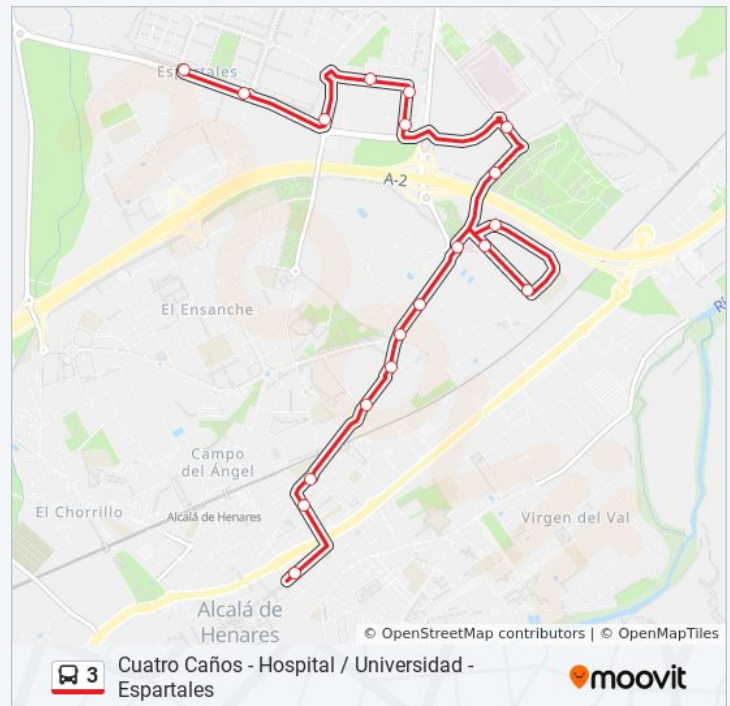 Espartales
A-2
El Ensanche
Campo
del Ángel
El Chorrillo
Alcalá de Henares
Virgen del Val
Alcalá de
Henares
© OpenStreetMap contributors | © OpenMapTiles
3
Cuatro Caños - Hospital / Universidad -
Espartales
moovit